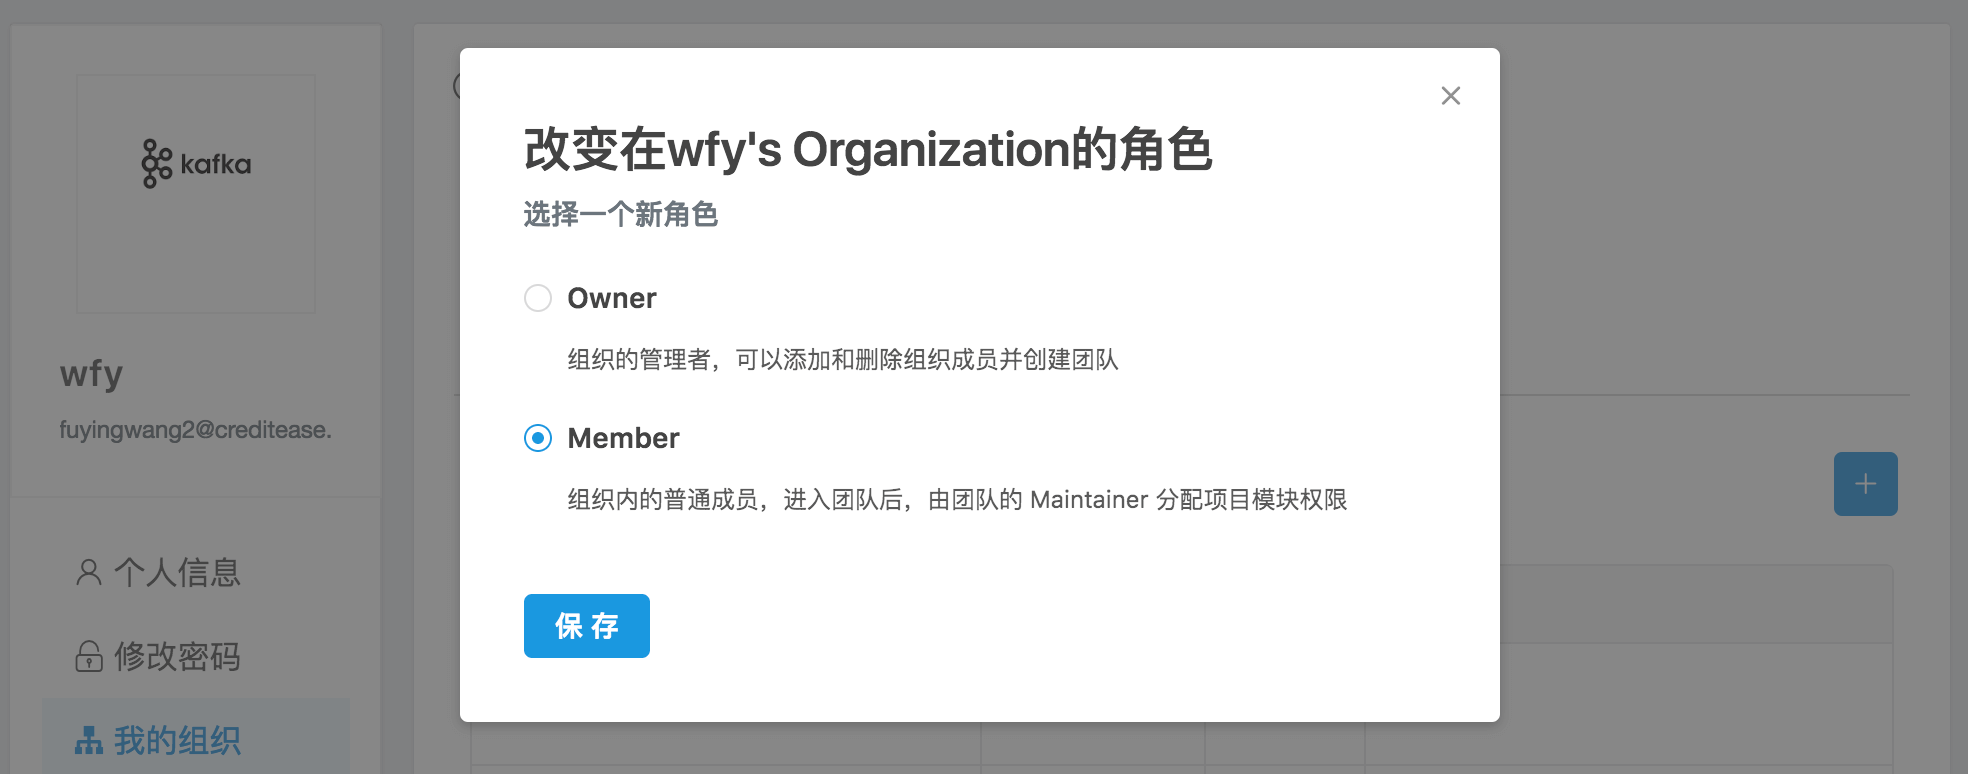 kafka
wfy
fuyingwang2@creditease.
个人信息
修改密码
我的组织
改变在wfy's Organization的角色
选择一个新角色
Owner
组织的管理者，可以添加和删除组织成员并创建团队
Member
组织内的普通成员，进入团队后，由团队的 Maintainer 分配项目模块权限
保 存